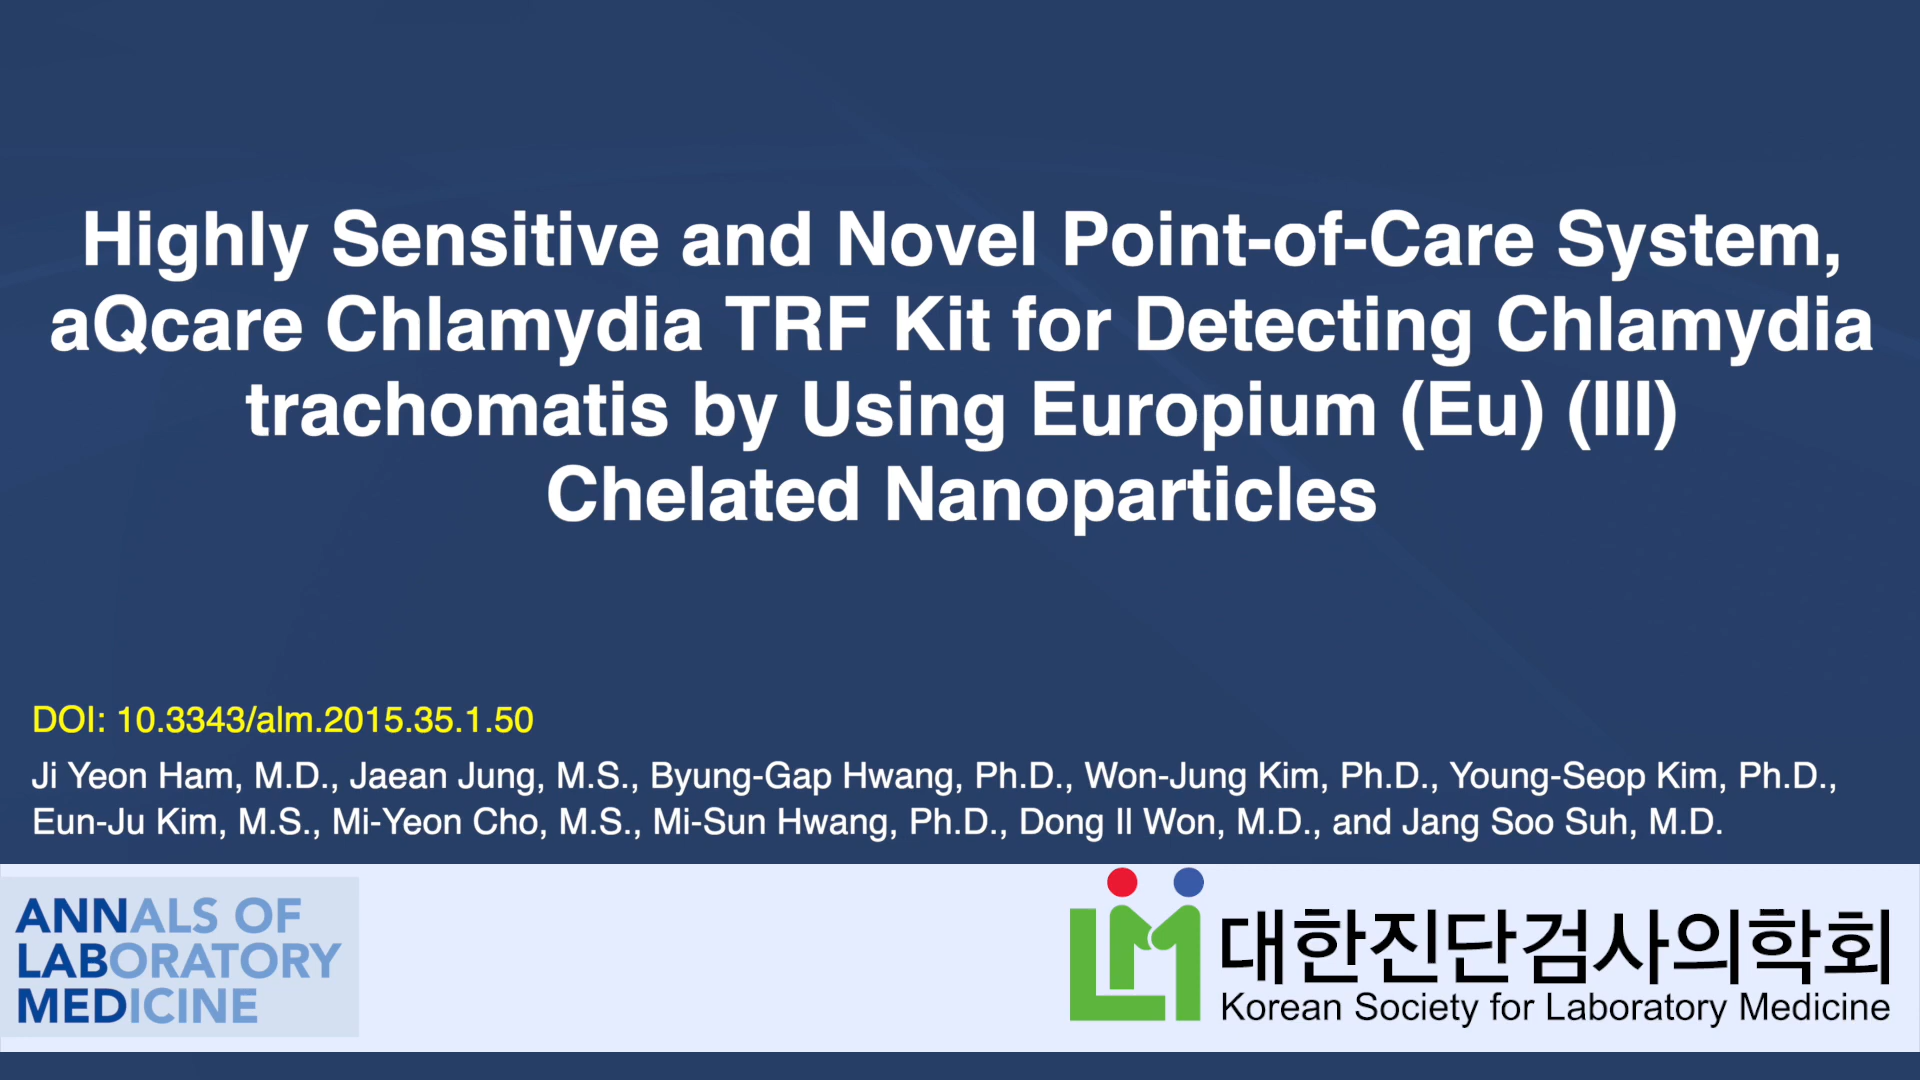 Highly Sensitive and Novel Point-of-Care System,
aQcare Chlamydia TRF Kit for Detecting Chlamydia
trachomatis by Using Europium (Eu) (III)
Chelated Nanoparticles
DOI: 10.3343/alm.2015.35.1.50
Ji Yeon Ham, M.D., Jaean Jung, M.S., Byung-Gap Hwang, Ph.D., Won-Jung Kim, Ph.D., Young-Seop Kim, Ph.D.,
Eun-Ju Kim, M.S., Mi-Yeon Cho, M.S., Mi-Sun Hwang, Ph.D., Dong Il Won, M.D., and Jang Soo Suh, M.D.
ANNALS OF
LABORATORY
MEDICINE
LM
대한진단검사의학회
Korean Society for Laboratory Medicine